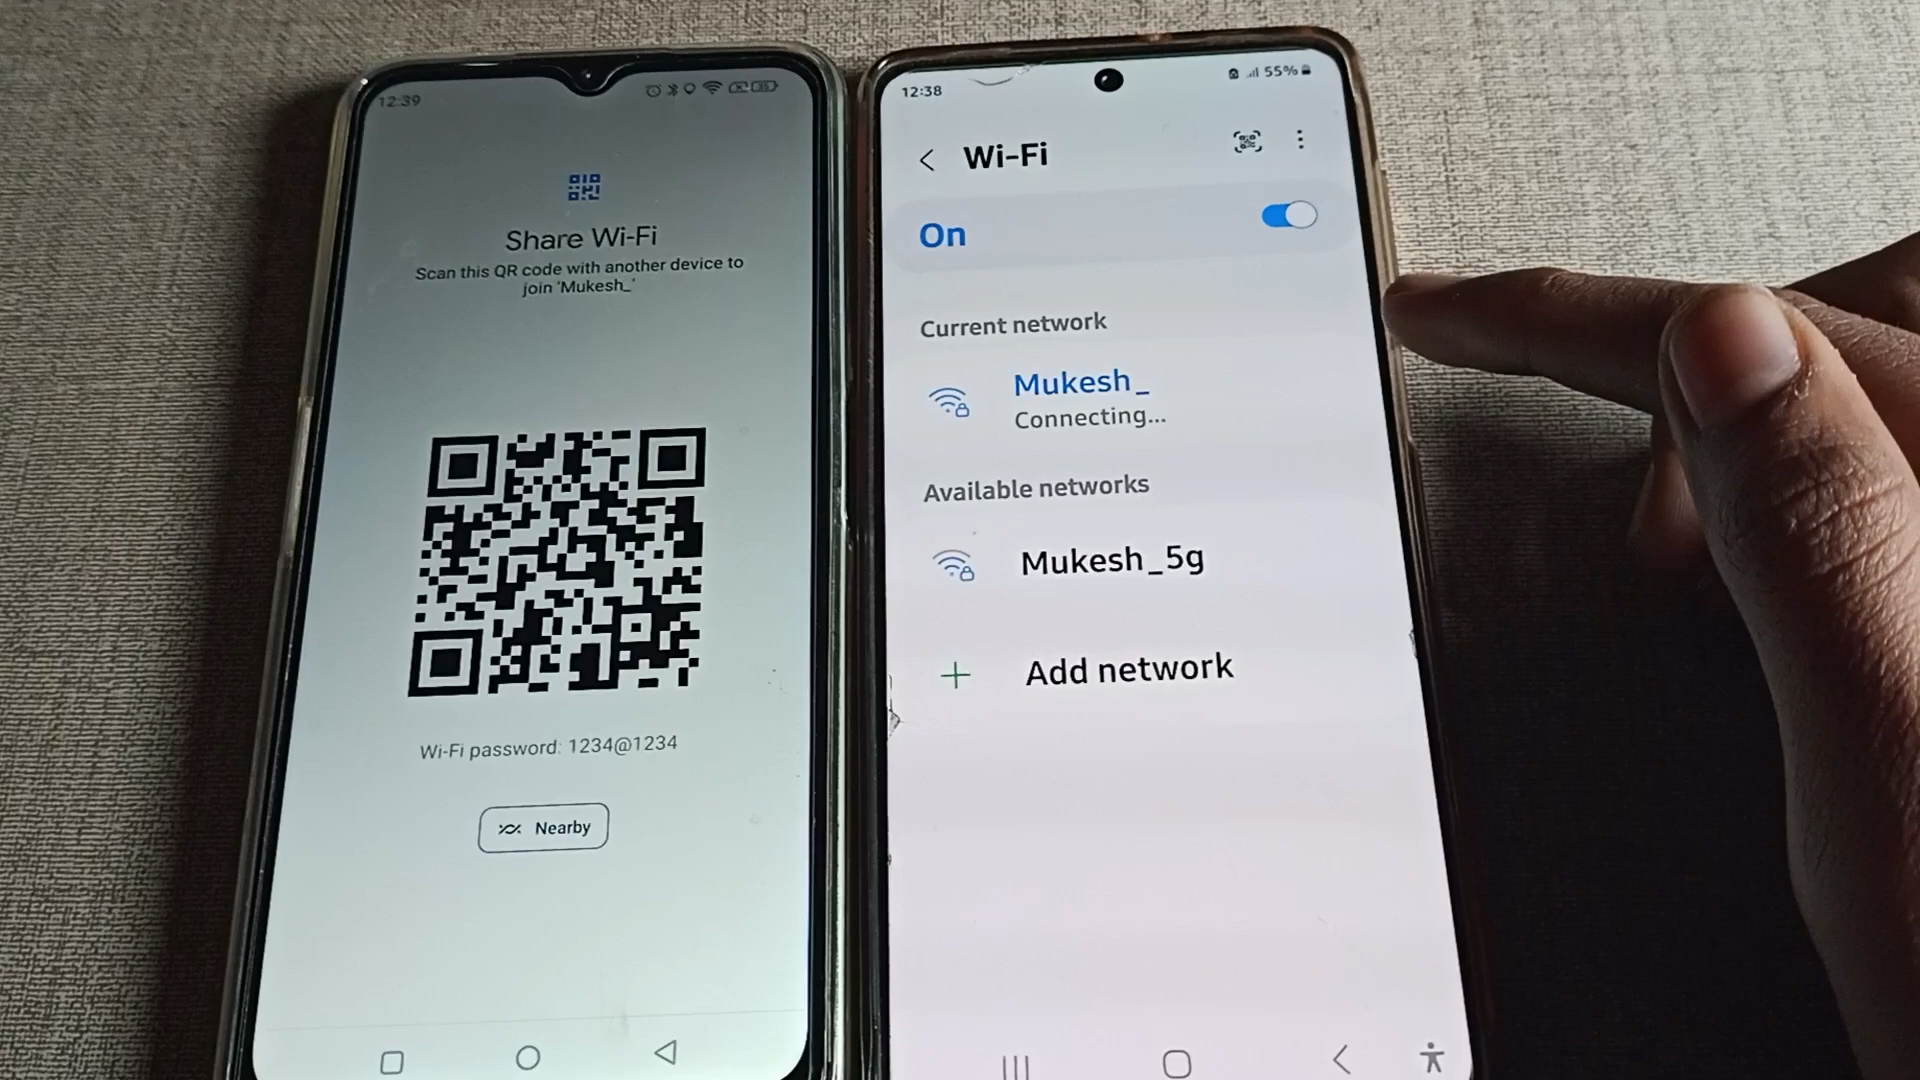 12:39
Share Wi-Fi
Scan this QR code with another device to
join 'Mukesh_'
Wi-Fi password: 1234@1234
Nearby
12:38
55%
Wi-Fi
On
Current network
Mukesh_
Connecting...
Available networks
Mukesh_5g
Add network